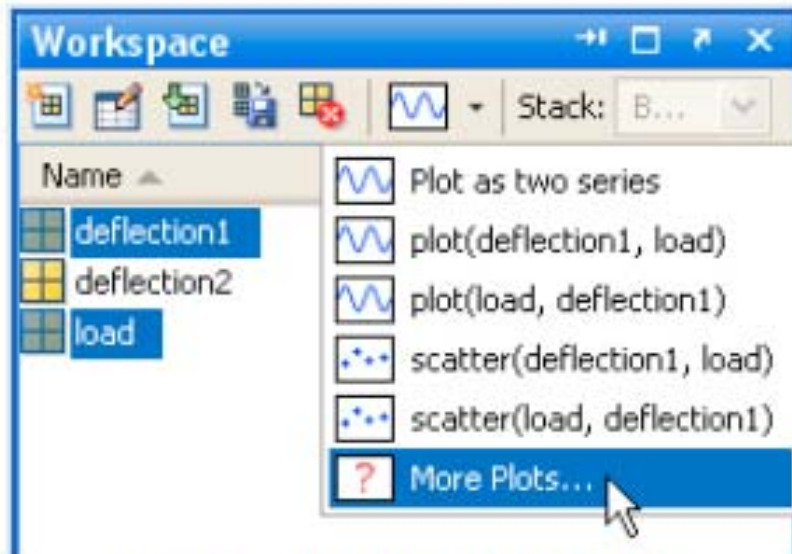 Workspace
Stack: B...
Name
Plot as two series
deflection1
plot(deflection1, load)
deflection2
plot(load, deflection1)
load
scatter(deflection1, load)
scatter(load, deflection1)
? More Plots...